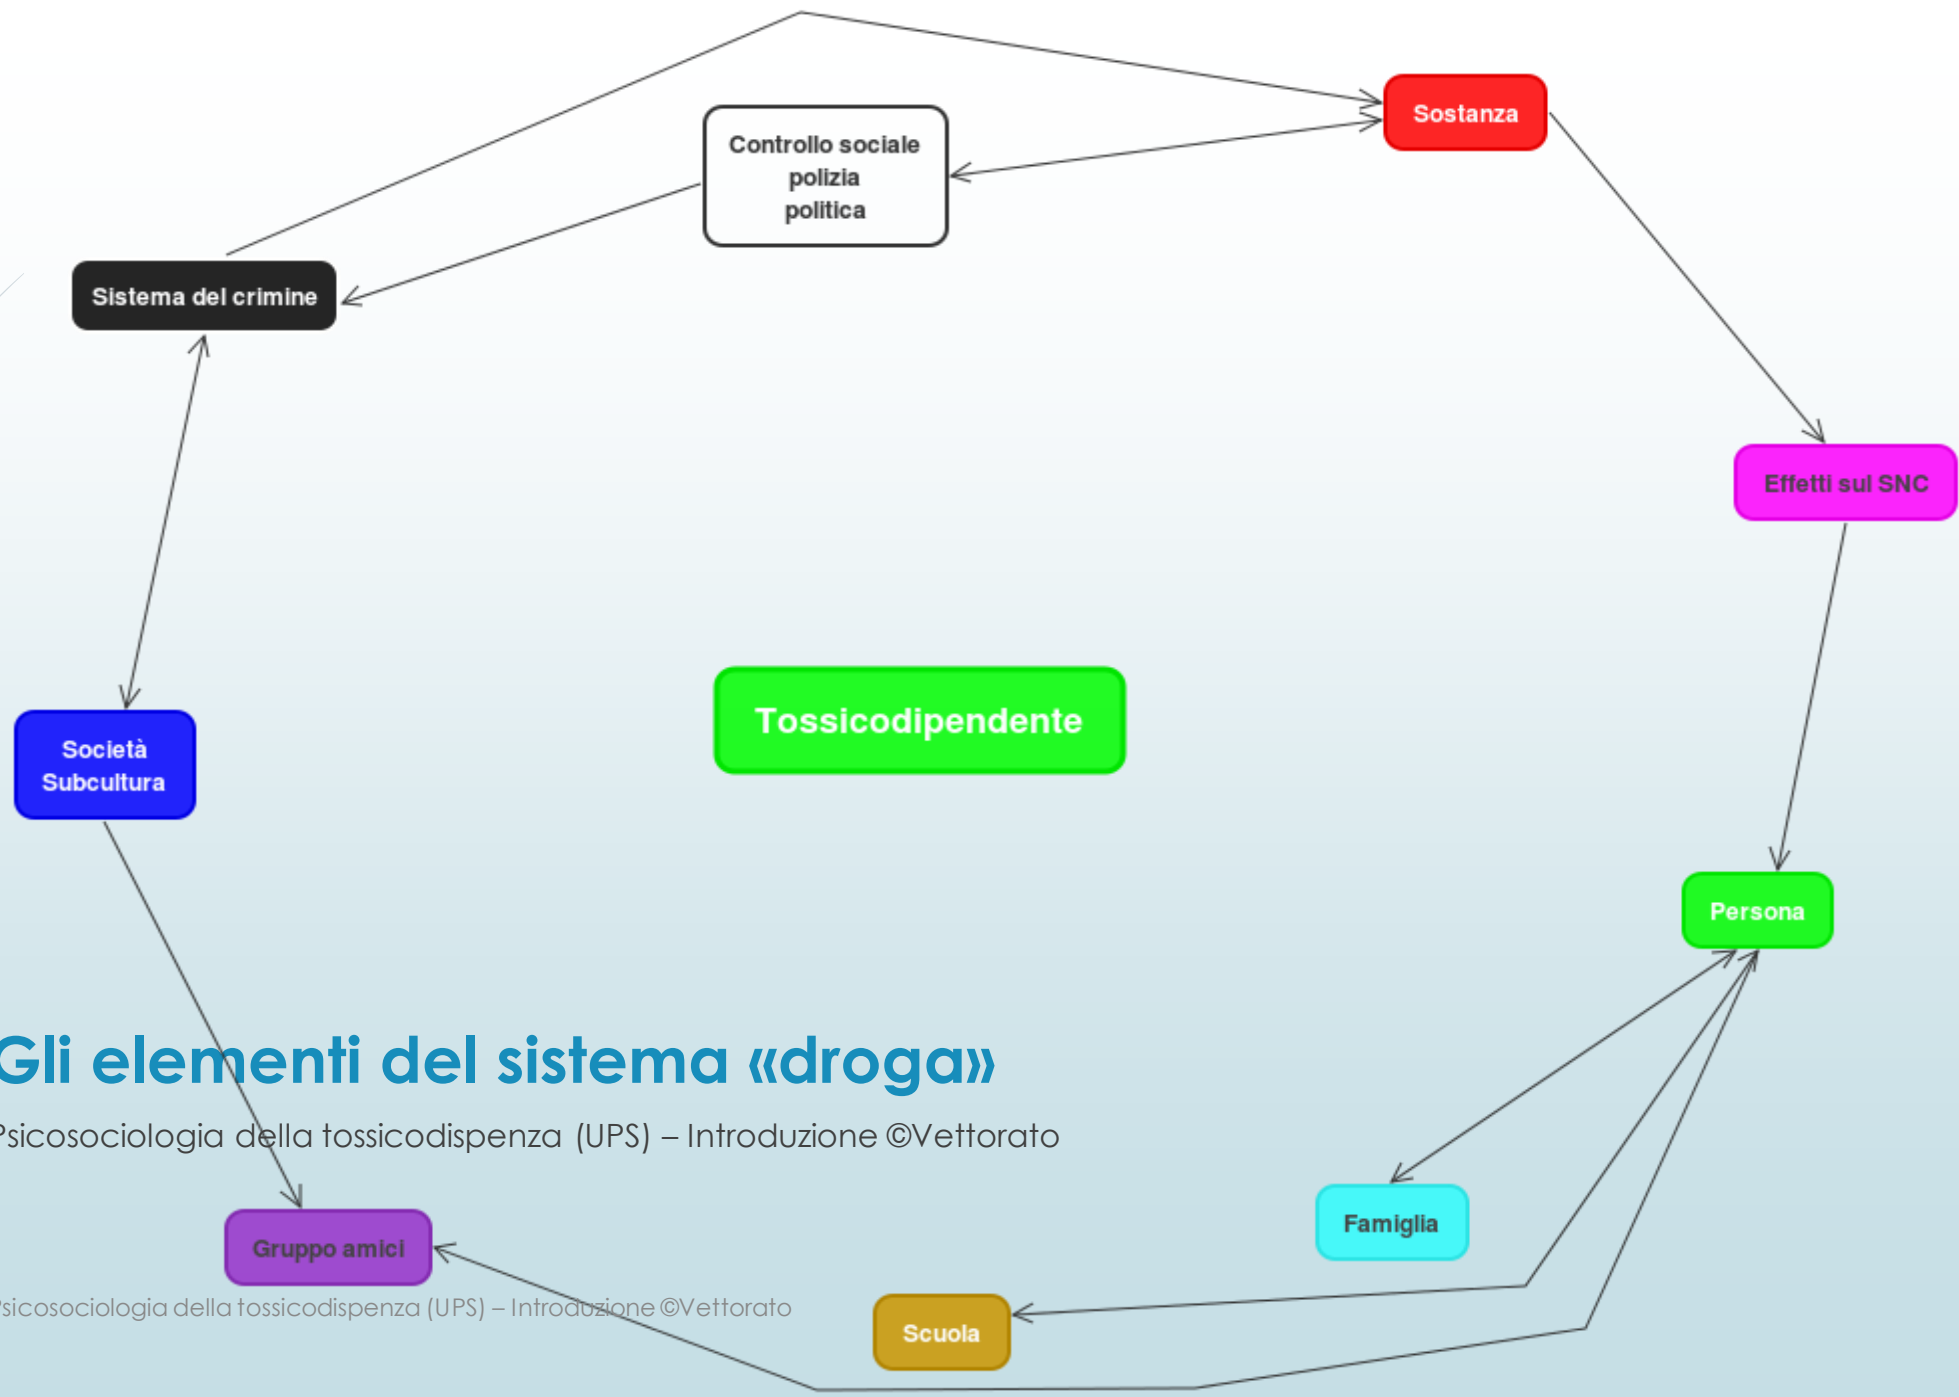 Sostanza
Controllo sociale
polizia
politica
Sistema del crimine
Effetti sul SNC
Tossicodipendente
Società
Subcultura
Persona
Gli elementi del sistema «droga»
Psicosociologia della tossicodispenza (UPS) – Introduzione ©Vettorato
Famiglia
Gruppo amici
Psicosociologia della tossicodispenza (UPS) – Introduzione ©Vettorato
Scuola